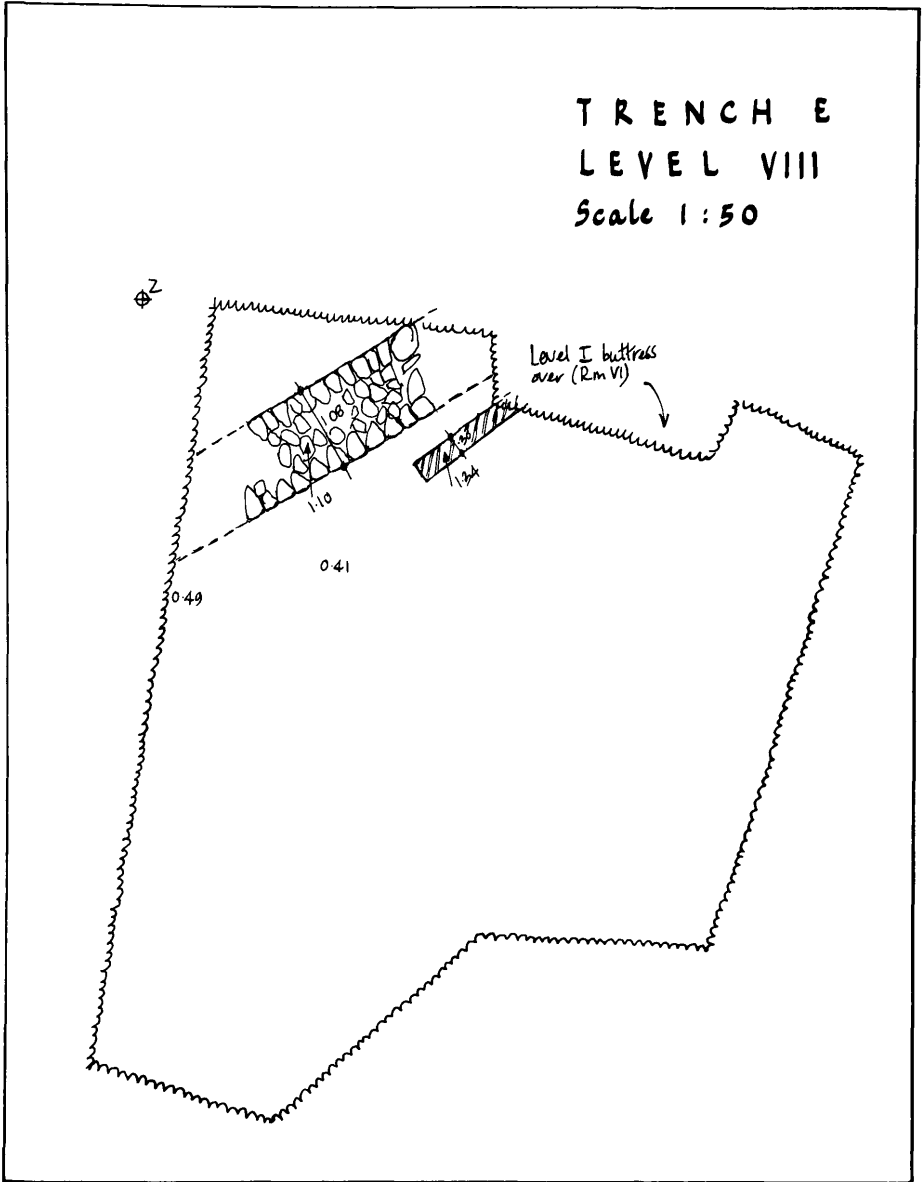 TRENCH E
LEVEL VIII
Scale 1:50
Z
Level I buttress
over (Rm VI)
1.08
1.10
1.34
0.41
0.49